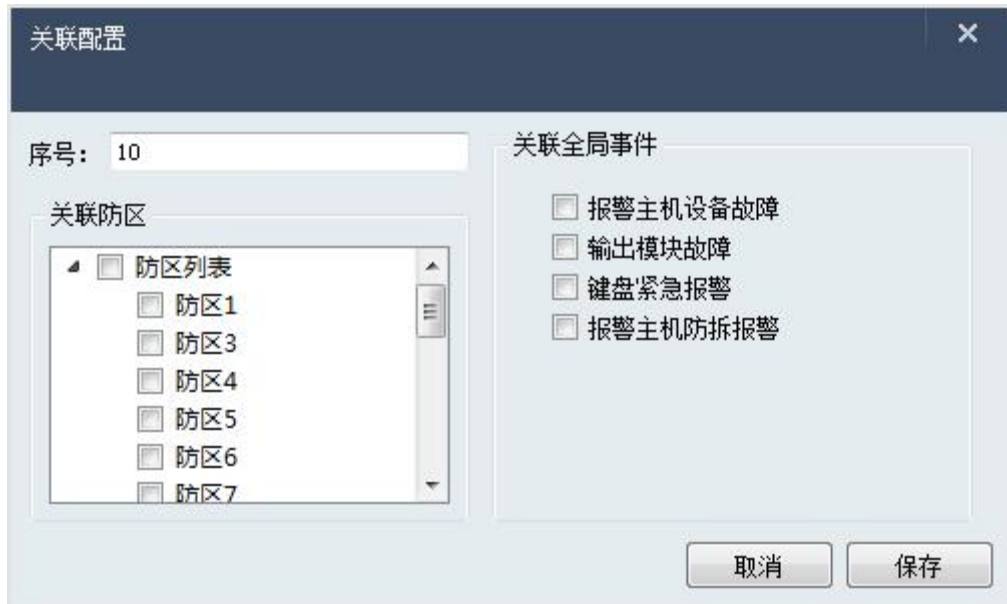 关联配置
序号: 10
关联防区
防区列表
防区1
防区3
防区4
防区5
防区6
防区7
关联全局事件
报警主机设备故障
输出模块故障
键盘紧急报警
报警主机防拆报警
取消
保存